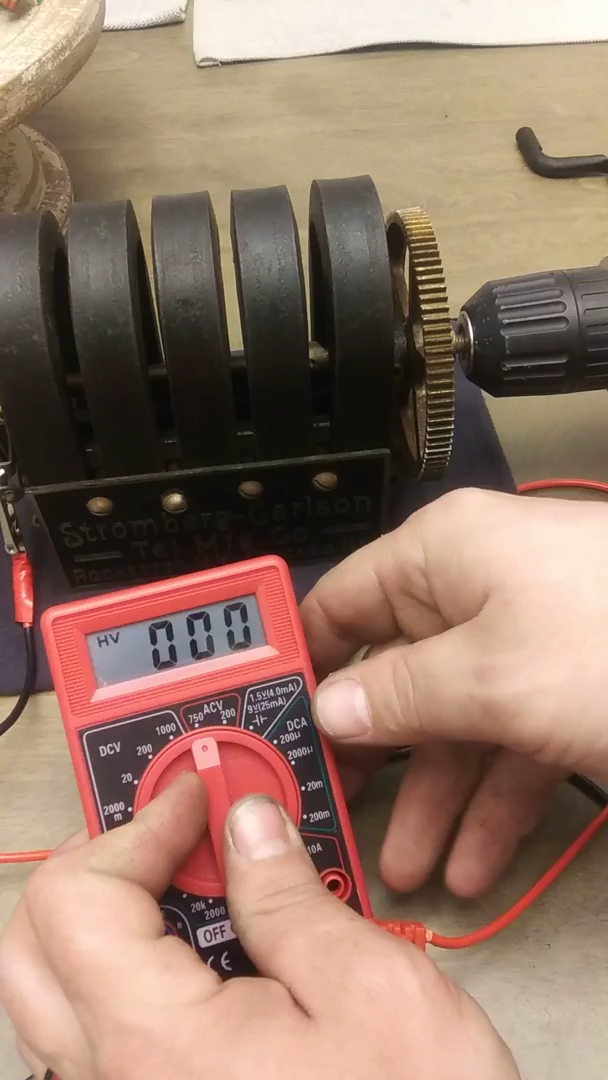 Stromberg-Carlson
Tel Mfg Co.
HV 000
ACV
750 200
1.5V(4.0mA)
9V(25mA)
DCV
1000
200
20
2000
m
DCA
200µ
2000µ
20m
200m
10A
20k
2000
OFF
CE